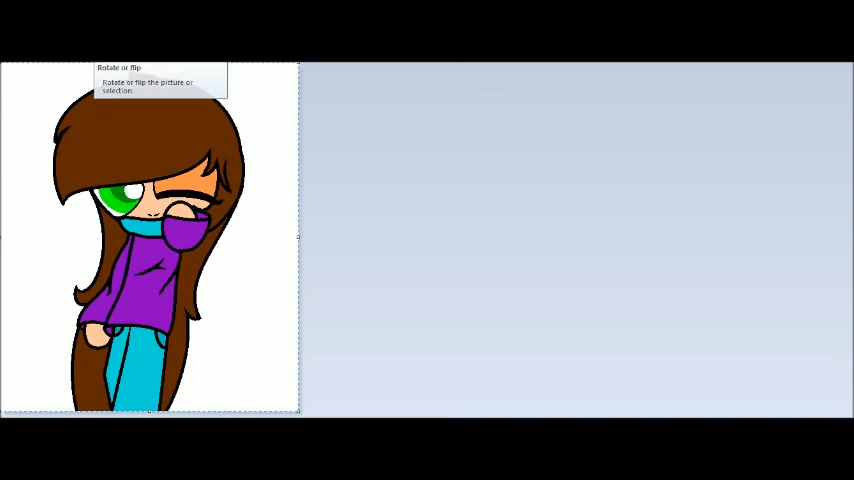 Rotate or flip
Rotate or flip the picture or
selection.